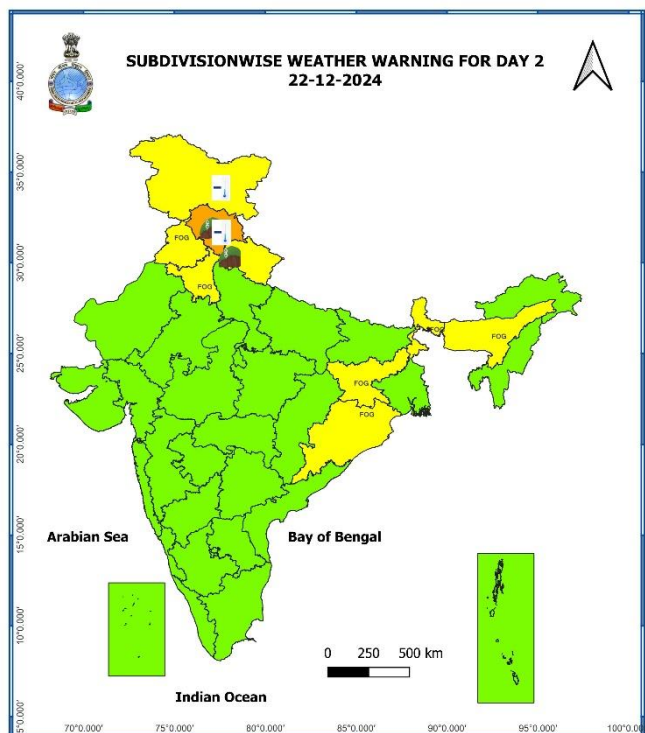 SUBDIVISIONWISE WEATHER WARNING FOR DAY 2
22-12-2024
40°0.000'
35°0.000'
30°0.000'
25°0.000'
20°0.000'
15°0.000'
10°0.000'
5°0.000'
FOG
FOG
FOG
FOG
FOG
FOG
Arabian Sea
Bay of Bengal
0 250 500 km
Indian Ocean
70°0.000' 75°0.000' 80°0.000' 85°0.000' 90°0.000' 95°0.000' 100°0.0